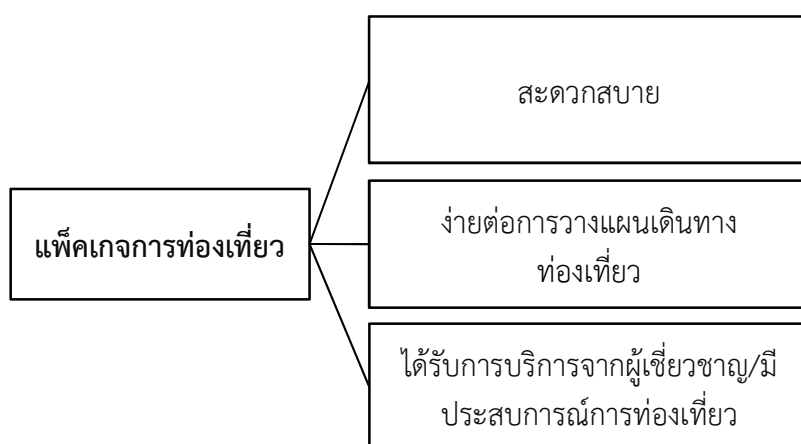 สะดวกสบาย
แพ็คเกจการท่องเที่ยว
ง่ายต่อการวางแผนเดินทาง
ท่องเที่ยว
ได้รับการบริการจากผู้เชี่ยวชาญ/มี
ประสบการณ์การท่องเที่ยว